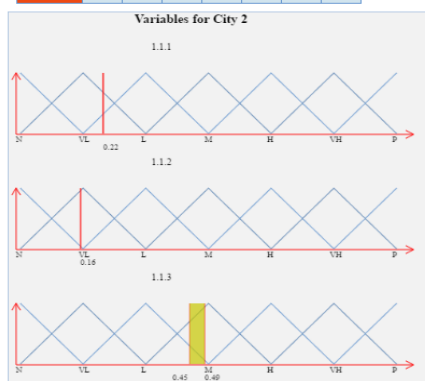 Variables for City 2
1.1.1
N VL L M H VH P
0.22
1.1.2
N VL L M H VH P
0.16
1.1.3
N VL L M H VH P
0.45 0.49